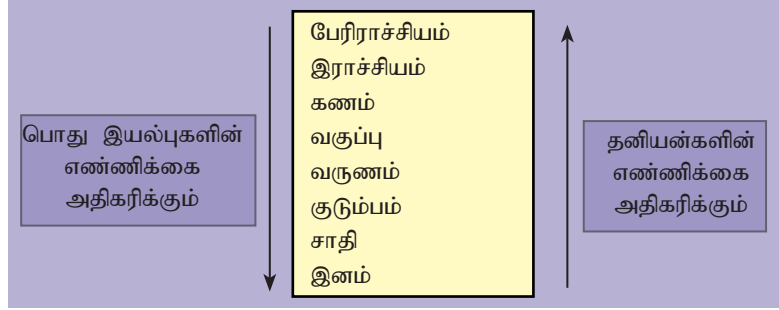 பொது இயல்புகளின்
எண்ணிக்கை
அதிகரிக்கும்
பேரிராச்சியம்
இராச்சியம்
கணம்
வகுப்பு
வருணம்
குடும்பம்
சாதி
இனம்
தனியன்களின்
எண்ணிக்கை
அதிகரிக்கும்